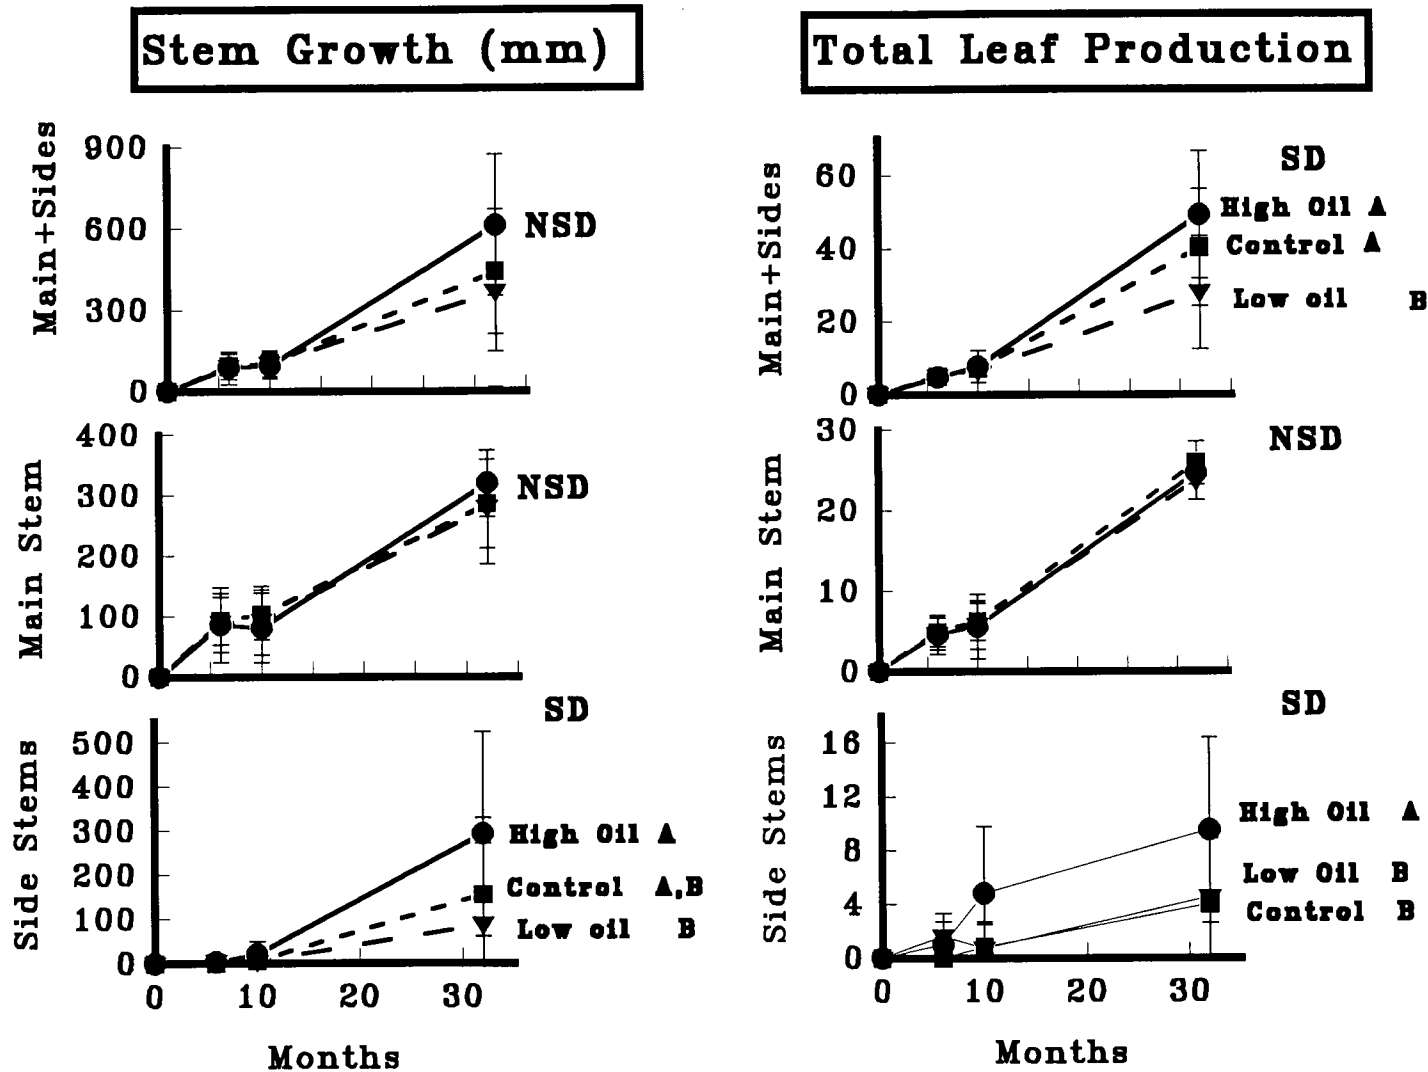 Stem Growth (mm)
Total Leaf Production
Main+Sides
900
600
300
0
NSD
Main+Sides
60
40
20
0
SD
High Oil A
Control A
Low oil B
Main Stem
400
300
200
100
0
NSD
Main Stem
30
20
10
0
NSD
Side Stems
500
400
300
200
100
0
SD
High Oil A
Control A,B
Low oil B
0 10 20 30
Months
Side Stems
16
12
8
4
0
SD
High Oil A
Low Oil B
Control B
0 10 20 30
Months